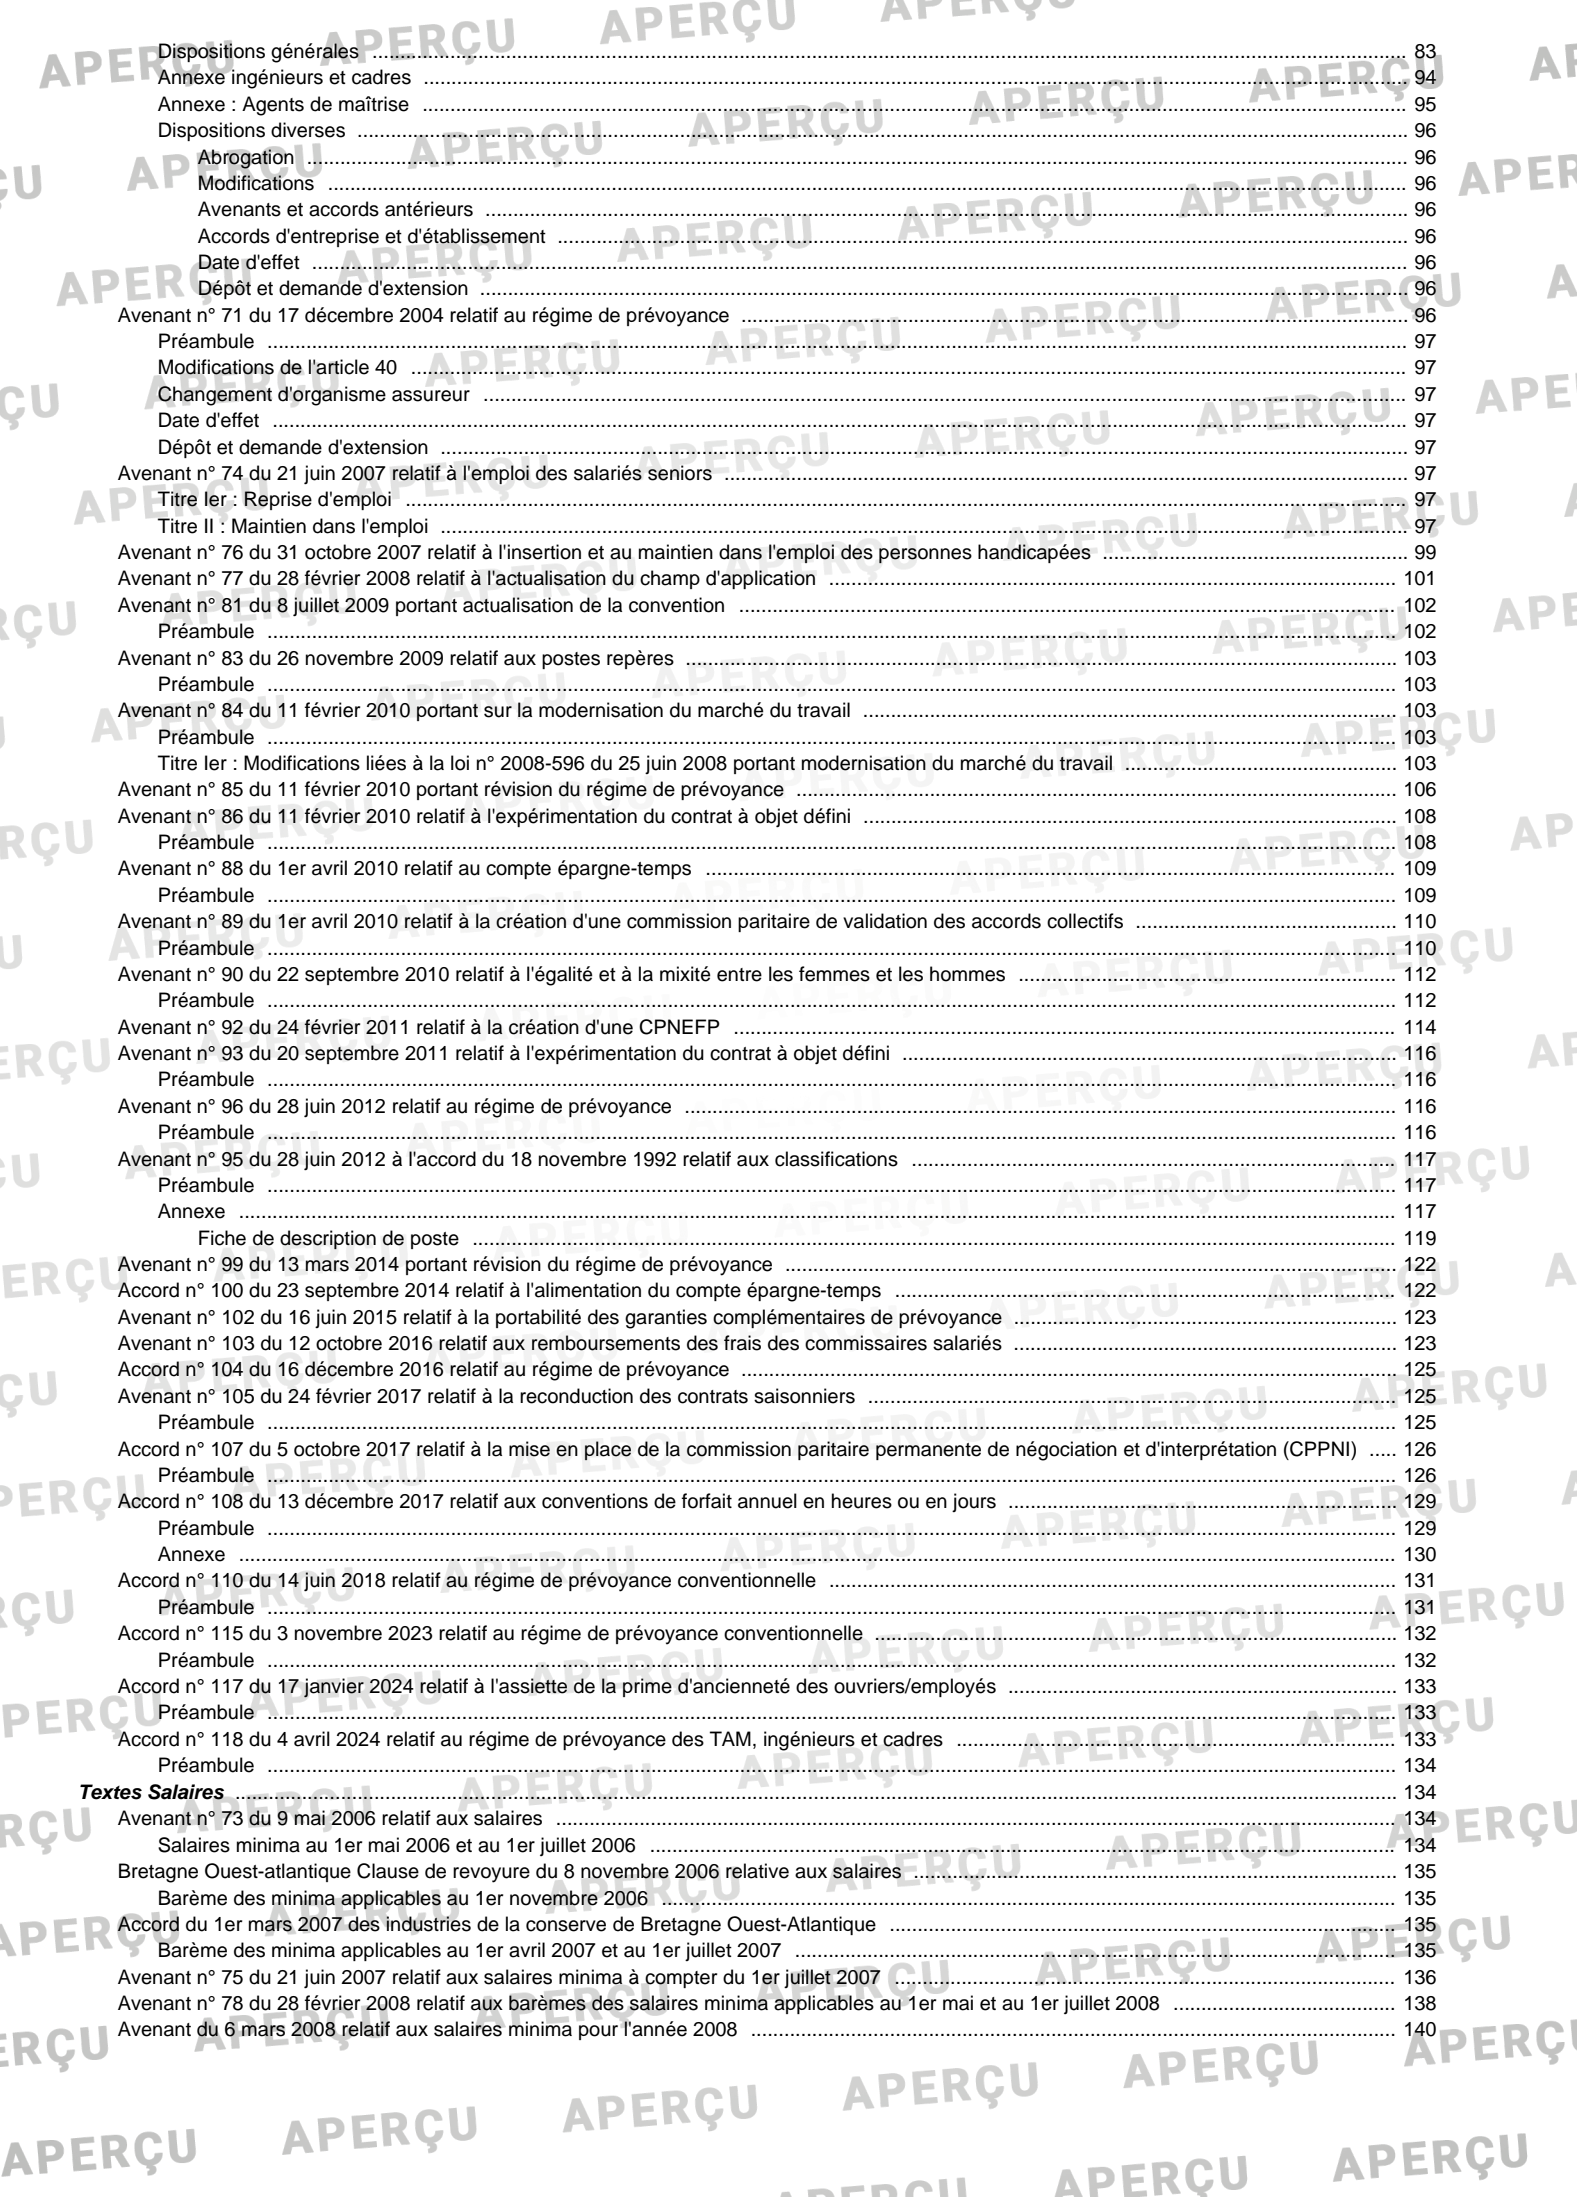 Dispositions générales ... 83
Annexe ingénieurs et cadres ... 94
Annexe : Agents de maîtrise ... 95
Dispositions diverses ... 96
Abrogation ... 96
Modifications ... 96
Avenants et accords antérieurs ... 96
Accords d'entreprise et d'établissement ... 96
Date d'effet ... 96
Dépôt et demande d'extension ... 96
Avenant n° 71 du 17 décembre 2004 relatif au régime de prévoyance ... 96
Préambule ... 97
Modifications de l'article 40 ... 97
Changement d'organisme assureur ... 97
Date d'effet ... 97
Dépôt et demande d'extension ... 97
Avenant n° 74 du 21 juin 2007 relatif à l'emploi des salariés seniors ... 97
Titre Ier : Reprise d'emploi ... 97
Titre II : Maintien dans l'emploi ... 97
Avenant n° 76 du 31 octobre 2007 relatif à l'insertion et au maintien dans l'emploi des personnes handicapées ... 99
Avenant n° 77 du 28 février 2008 relatif à l'actualisation du champ d'application ... 101
Avenant n° 81 du 8 juillet 2009 portant actualisation de la convention ... 102
Préambule ... 102
Avenant n° 83 du 26 novembre 2009 relatif aux postes repères ... 103
Préambule ... 103
Avenant n° 84 du 11 février 2010 portant sur la modernisation du marché du travail ... 103
Préambule ... 103
Titre Ier : Modifications liées à la loi n° 2008-596 du 25 juin 2008 portant modernisation du marché du travail ... 103
Avenant n° 85 du 11 février 2010 portant révision du régime de prévoyance ... 106
Avenant n° 86 du 11 février 2010 relatif à l'expérimentation du contrat à objet défini ... 108
Préambule ... 108
Avenant n° 88 du 1er avril 2010 relatif au compte épargne-temps ... 109
Préambule ... 109
Avenant n° 89 du 1er avril 2010 relatif à la création d'une commission paritaire de validation des accords collectifs ... 110
Préambule ... 110
Avenant n° 90 du 22 septembre 2010 relatif à l'égalité et à la mixité entre les femmes et les hommes ... 112
Préambule ... 112
Avenant n° 92 du 24 février 2011 relatif à la création d'une CPNEFP ... 114
Avenant n° 93 du 20 septembre 2011 relatif à l'expérimentation du contrat à objet défini ... 116
Préambule ... 116
Avenant n° 96 du 28 juin 2012 relatif au régime de prévoyance ... 116
Préambule ... 116
Avenant n° 95 du 28 juin 2012 à l'accord du 18 novembre 1992 relatif aux classifications ... 117
Préambule ... 117
Annexe ... 117
Fiche de description de poste ... 119
Avenant n° 99 du 13 mars 2014 portant révision du régime de prévoyance ... 122
Accord n° 100 du 23 septembre 2014 relatif à l'alimentation du compte épargne-temps ... 122
Avenant n° 102 du 16 juin 2015 relatif à la portabilité des garanties complémentaires de prévoyance ... 123
Avenant n° 103 du 12 octobre 2016 relatif aux remboursements des frais des commissaires salariés ... 123
Accord n° 104 du 16 décembre 2016 relatif au régime de prévoyance ... 125
Avenant n° 105 du 24 février 2017 relatif à la reconduction des contrats saisonniers ... 125
Préambule ... 125
Accord n° 107 du 5 octobre 2017 relatif à la mise en place de la commission paritaire permanente de négociation et d'interprétation (CPPNI) ..... 126
Préambule ... 126
Accord n° 108 du 13 décembre 2017 relatif aux conventions de forfait annuel en heures ou en jours ... 129
Préambule ... 129
Annexe ... 130
Accord n° 110 du 14 juin 2018 relatif au régime de prévoyance conventionnelle ... 131
Préambule ... 131
Accord n° 115 du 3 novembre 2023 relatif au régime de prévoyance conventionnelle ... 132
Préambule ... 132
Accord n° 117 du 17 janvier 2024 relatif à l'assiette de la prime d'ancienneté des ouvriers/employés ... 133
Préambule ... 133
Accord n° 118 du 4 avril 2024 relatif au régime de prévoyance des TAM, ingénieurs et cadres ... 133
Préambule ... 134
Textes Salaires ... 134
Avenant n° 73 du 9 mai 2006 relatif aux salaires ... 134
Salaires minima au 1er mai 2006 et au 1er juillet 2006 ... 134
Bretagne Ouest-atlantique Clause de revoyure du 8 novembre 2006 relative aux salaires ... 135
Barème des minima applicables au 1er novembre 2006 ... 135
Accord du 1er mars 2007 des industries de la conserve de Bretagne Ouest-Atlantique ... 135
Barème des minima applicables au 1er avril 2007 et au 1er juillet 2007 ... 135
Avenant n° 75 du 21 juin 2007 relatif aux salaires minima à compter du 1er juillet 2007 ... 136
Avenant n° 78 du 28 février 2008 relatif aux barèmes des salaires minima applicables au 1er mai et au 1er juillet 2008 ... 138
Avenant du 6 mars 2008 relatif aux salaires minima pour l'année 2008 ... 140
APERÇU